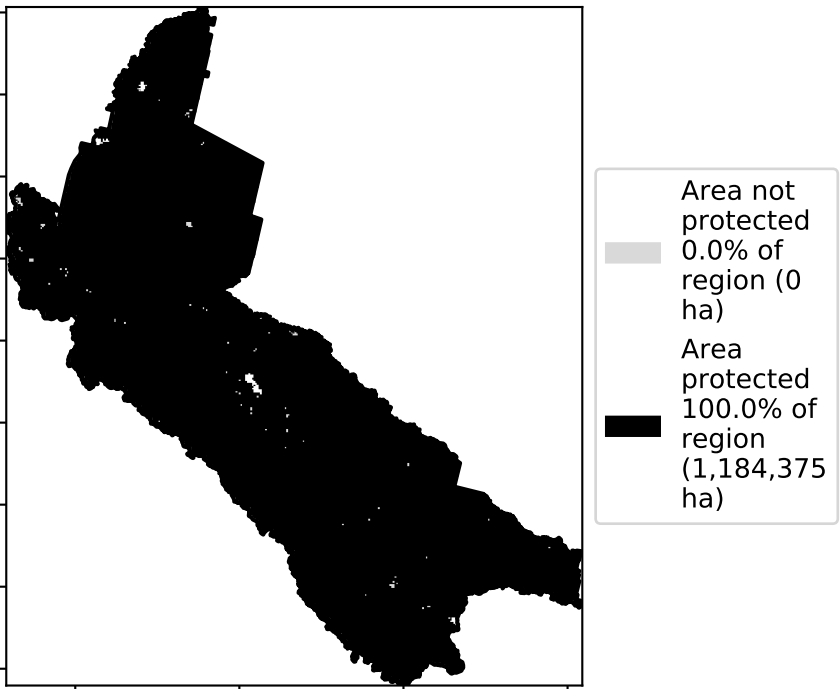 Area not
protected
0.0% of
region (0
ha)
Area
protected
100.0% of
region
(1,184,375
ha)